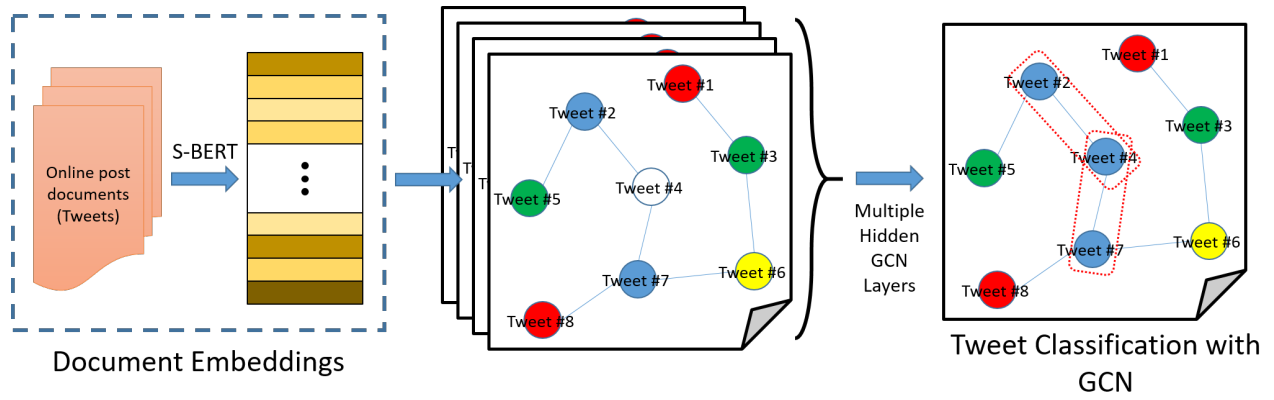 Online post
documents
(Tweets)
S-BERT
Document Embeddings
T
T
T
Tweet #1
Tweet #2
Tweet #3
Tweet #4
Tweet #5
Tweet #6
Tweet #7
Tweet #8
Multiple
Hidden
GCN
Layers
Tweet #1
Tweet #2
Tweet #3
Tweet #4
Tweet #5
Tweet #6
Tweet #7
Tweet #8
Tweet Classification with
GCN